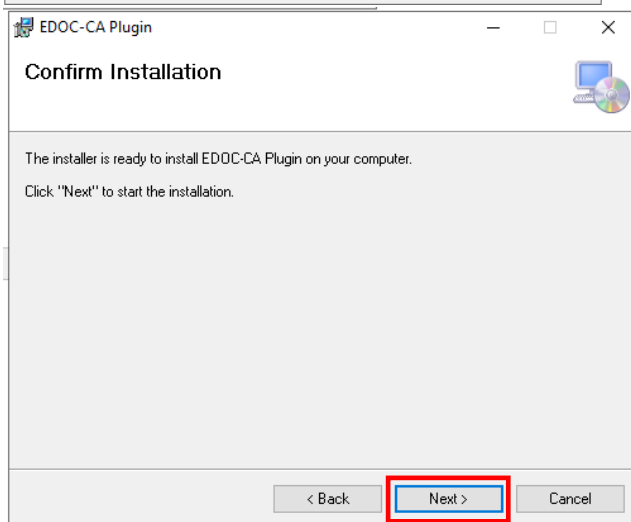 EDOC-CA Plugin
Confirm Installation
The installer is ready to install EDOC-CA Plugin on your computer.
Click "Next" to start the installation.
< Back
Next >
Cancel